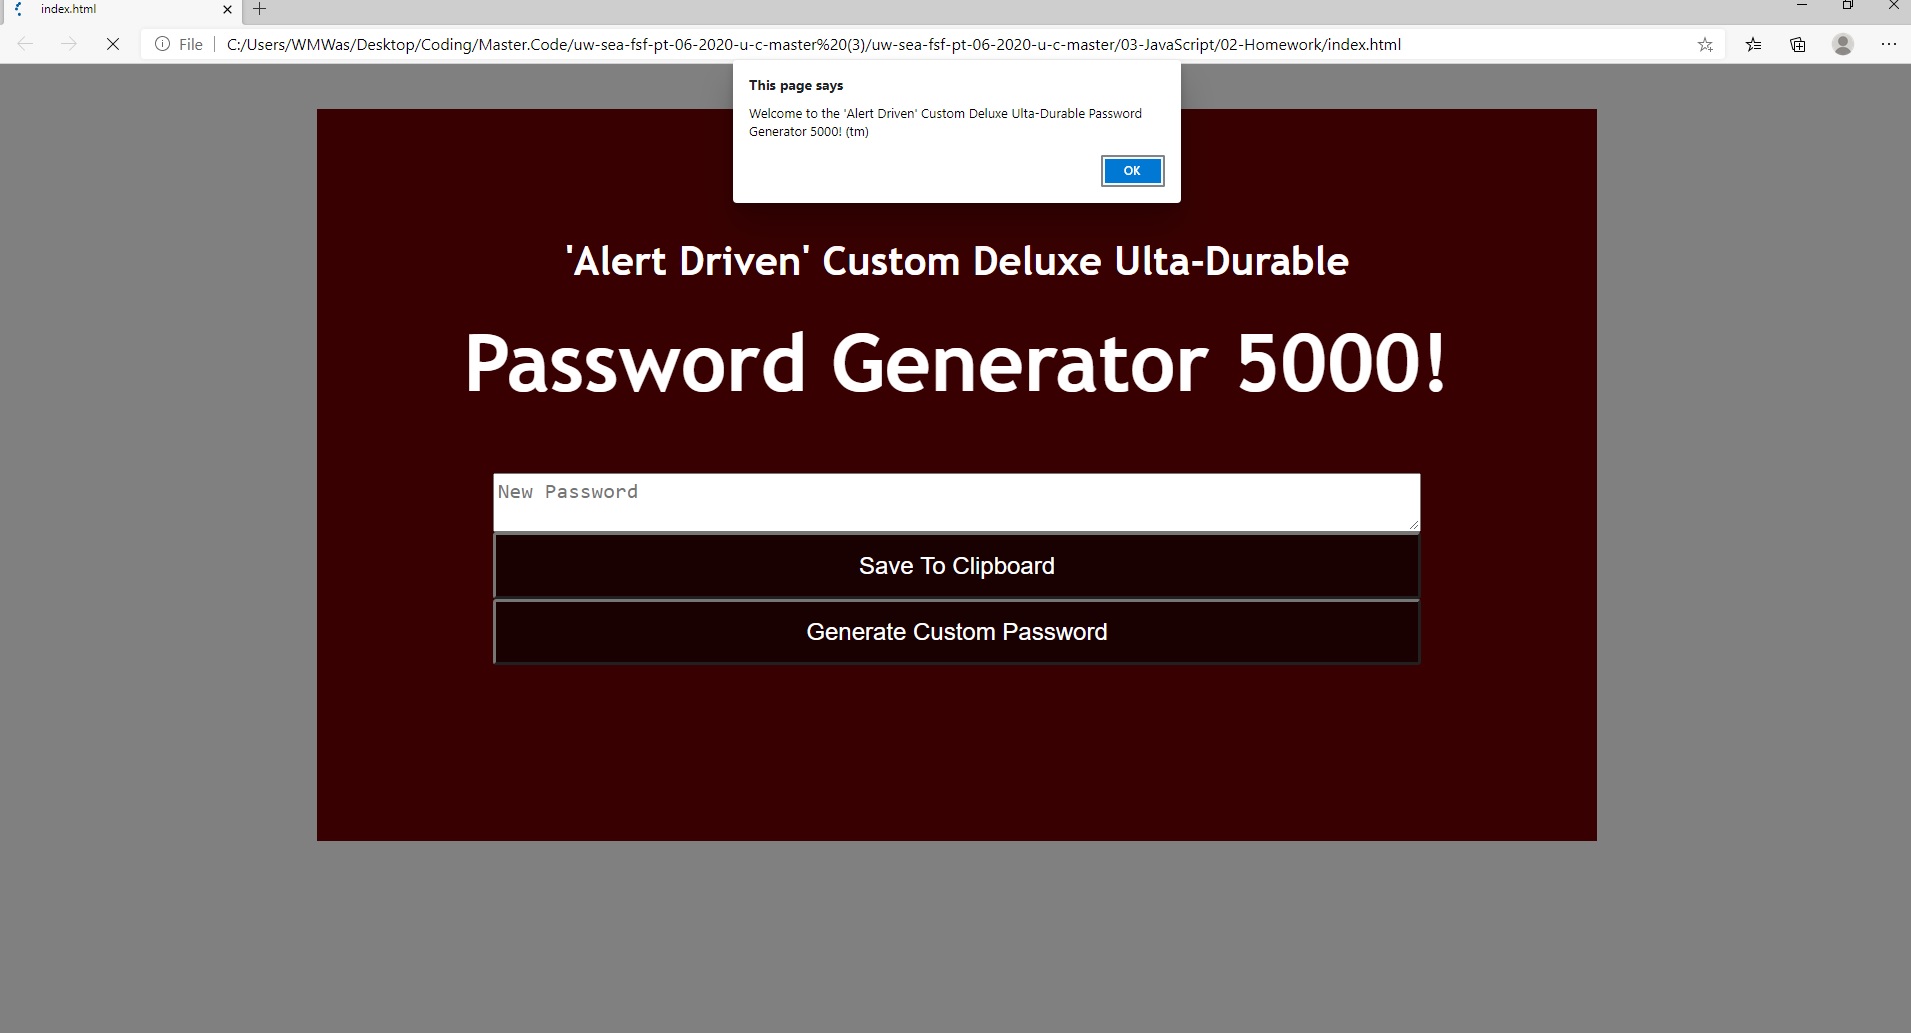 index.html
File
C:/Users/WMWas/Desktop/Coding/Master.Code/uw-sea-fsf-pt-06-2020-u-c-master%20(3)/uw-sea-fsf-pt-06-2020-u-c-master/03-JavaScript/02-Homework/index.html
This page says
Welcome to the 'Alert Driven' Custom Deluxe Ulta-Durable Password
Generator 5000! (tm)
OK
'Alert Driven' Custom Deluxe Ulta-Durable
Password Generator 5000!
New Password
Save To Clipboard
Generate Custom Password